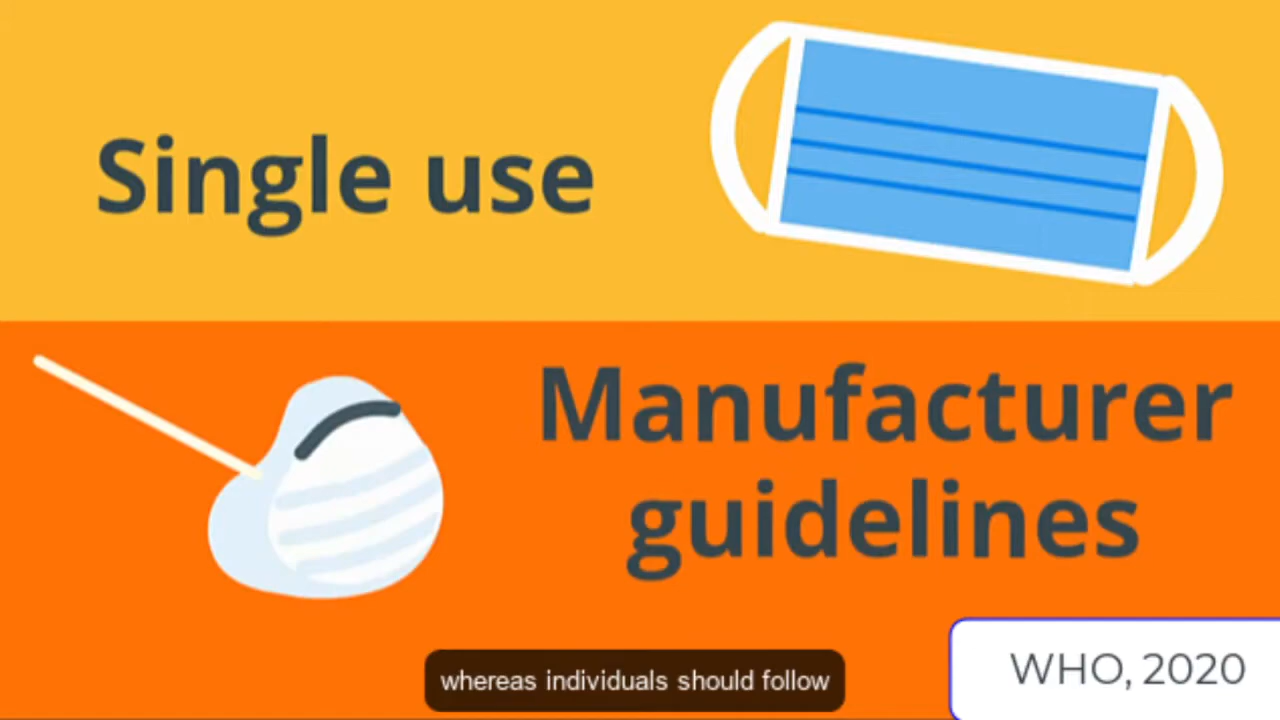 Single use
Manufacturer
guidelines
whereas individuals should follow
WHO, 2020